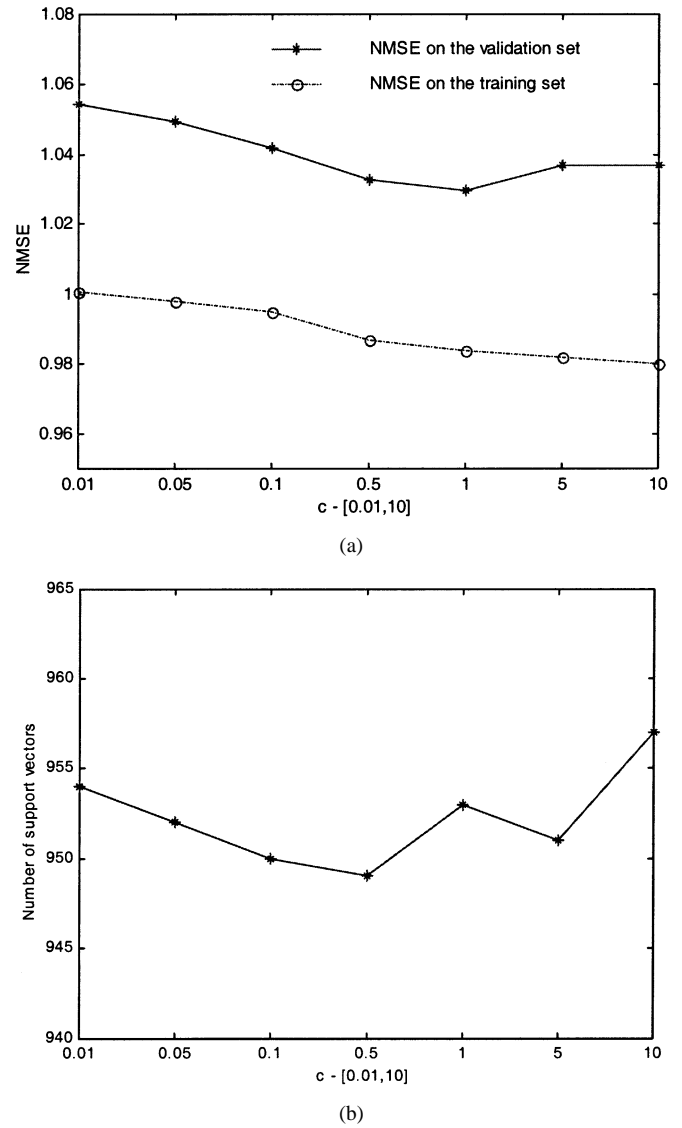 1.08
NMSE on the validation set
NMSE on the training set
1.06
1.04
1.02
1
0.98
0.96
NMSE
0.01 0.05 0.1 0.5 1 5 10
c - [0.01,10]
(a)
965
960
955
950
945
940
Number of support vectors
0.01 0.05 0.1 0.5 1 5 10
c - [0.01,10]
(b)